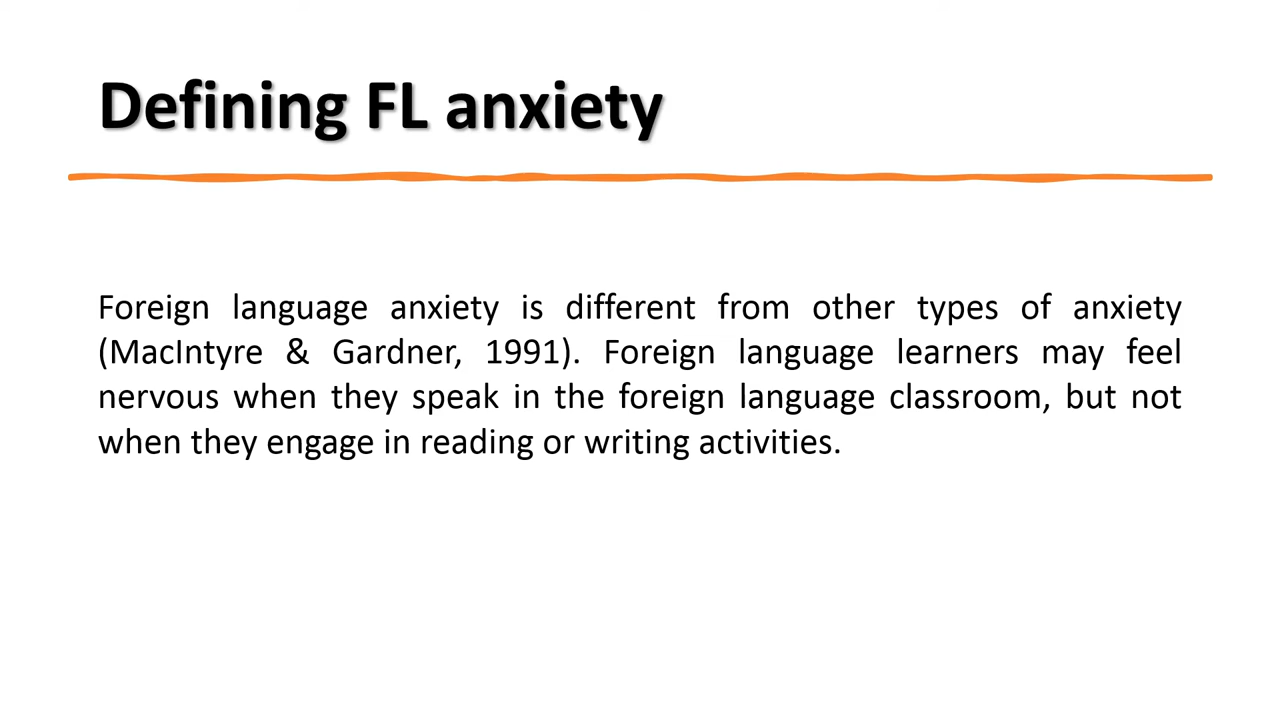 Defining FL anxiety
Foreign language anxiety is different from other types of anxiety
(MacIntyre & Gardner, 1991). Foreign language learners may feel
nervous when they speak in the foreign language classroom, but not
when they engage in reading or writing activities.